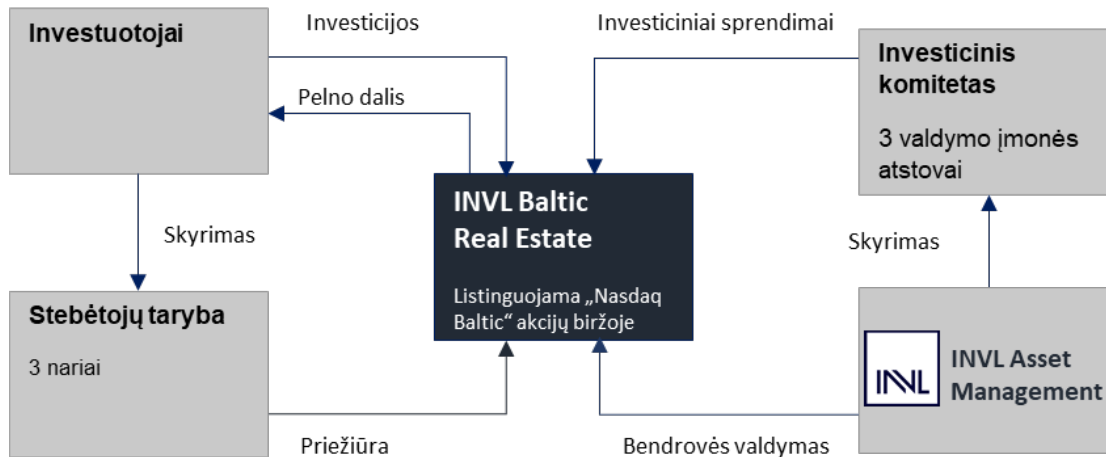 Investuotojai
Investicijos
Pelno dalis
Investiciniai sprendimai
Investicinis
komitetas
3 valdymo įmonės
atstovai
INVL Baltic
Real Estate
Listinguojama „Nasdaq
Baltic“ akcijų biržoje
Skyrimas
Skyrimas
Stebėtojų taryba
3 nariai
INVL
INVL Asset
Management
Priežiūra
Bendrovės valdymas